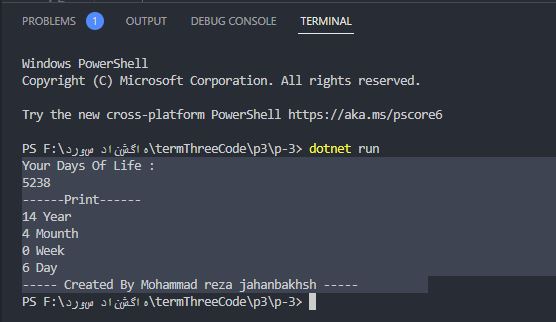 PROBLEMS 1 OUTPUT DEBUG CONSOLE TERMINAL
Windows PowerShell
Copyright (C) Microsoft Corporation. All rights reserved.
Try the new cross-platform PowerShell https://aka.ms/pscore6
PS F:\دروس دانشگاه\termThreeCode\p3\p-3> dotnet run
Your Days Of Life :
5238
------Print------
14 Year
4 Mounth
0 Week
6 Day
----- Created By Mohammad reza jahanbakhsh -----
PS F:\دروس دانشگاه\termThreeCode\p3\p-3>